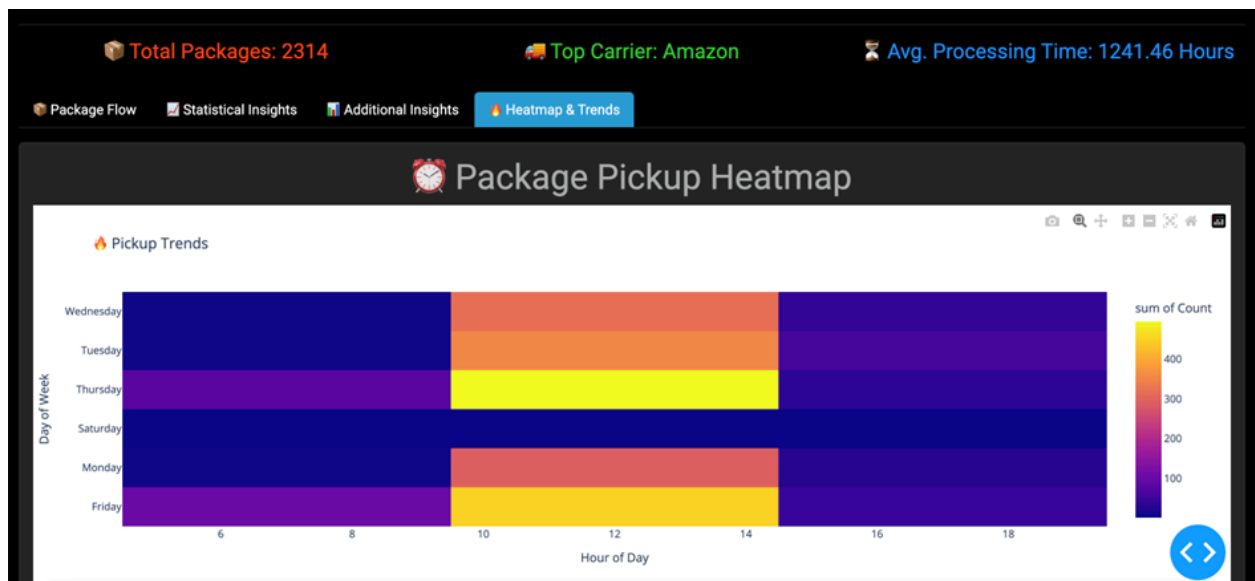 📦 Total Packages: 2314
🚚 Top Carrier: Amazon
⏳ Avg. Processing Time: 1241.46 Hours
📦 Package Flow
📈 Statistical Insights
📊 Additional Insights
🔥 Heatmap & Trends
⏰ Package Pickup Heatmap
🔥 Pickup Trends
Day of Week
Wednesday
Tuesday
Thursday
Saturday
Monday
Friday
6 8 10 12 14 16 18
Hour of Day
sum of Count
400
300
200
100